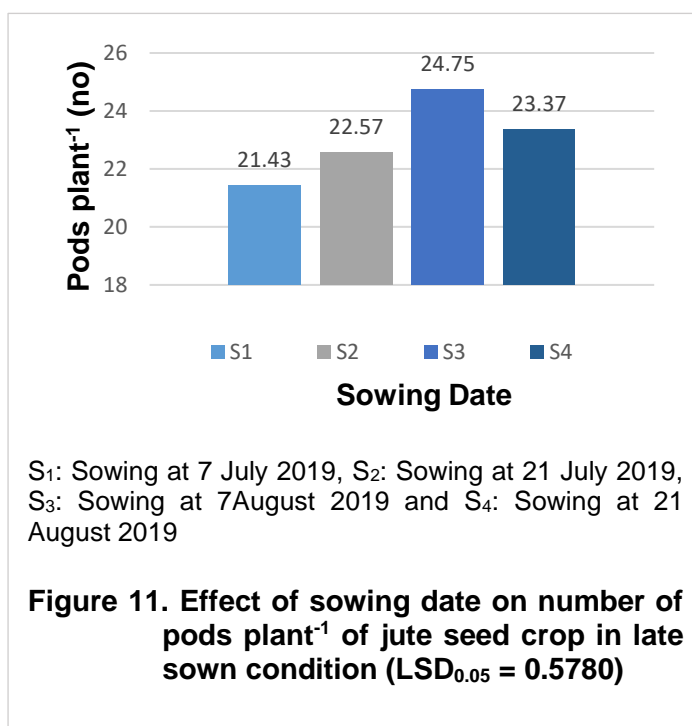 26
24
22
20
18
Pods plant⁻¹ (no)
21.43
22.57
24.75
23.37
S1 S2 S3 S4
Sowing Date
S₁: Sowing at 7 July 2019, S₂: Sowing at 21 July 2019,
S₃: Sowing at 7August 2019 and S₄: Sowing at 21
August 2019
Figure 11. Effect of sowing date on number of
pods plant⁻¹ of jute seed crop in late
sown condition (LSD₀.₀₅ = 0.5780)